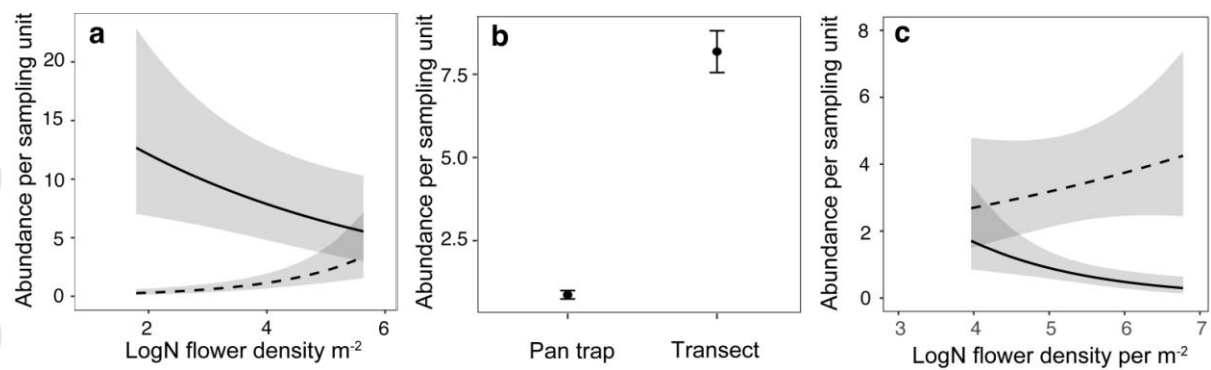 a
Abundance per sampling unit
20
15
10
5
0
2 4 6
LogN flower density m⁻²
b
Abundance per sampling unit
7.5
5.0
2.5
Pan trap Transect
c
Abundance per sampling unit
8
6
4
2
0
3 4 5 6 7
LogN flower density per m⁻²